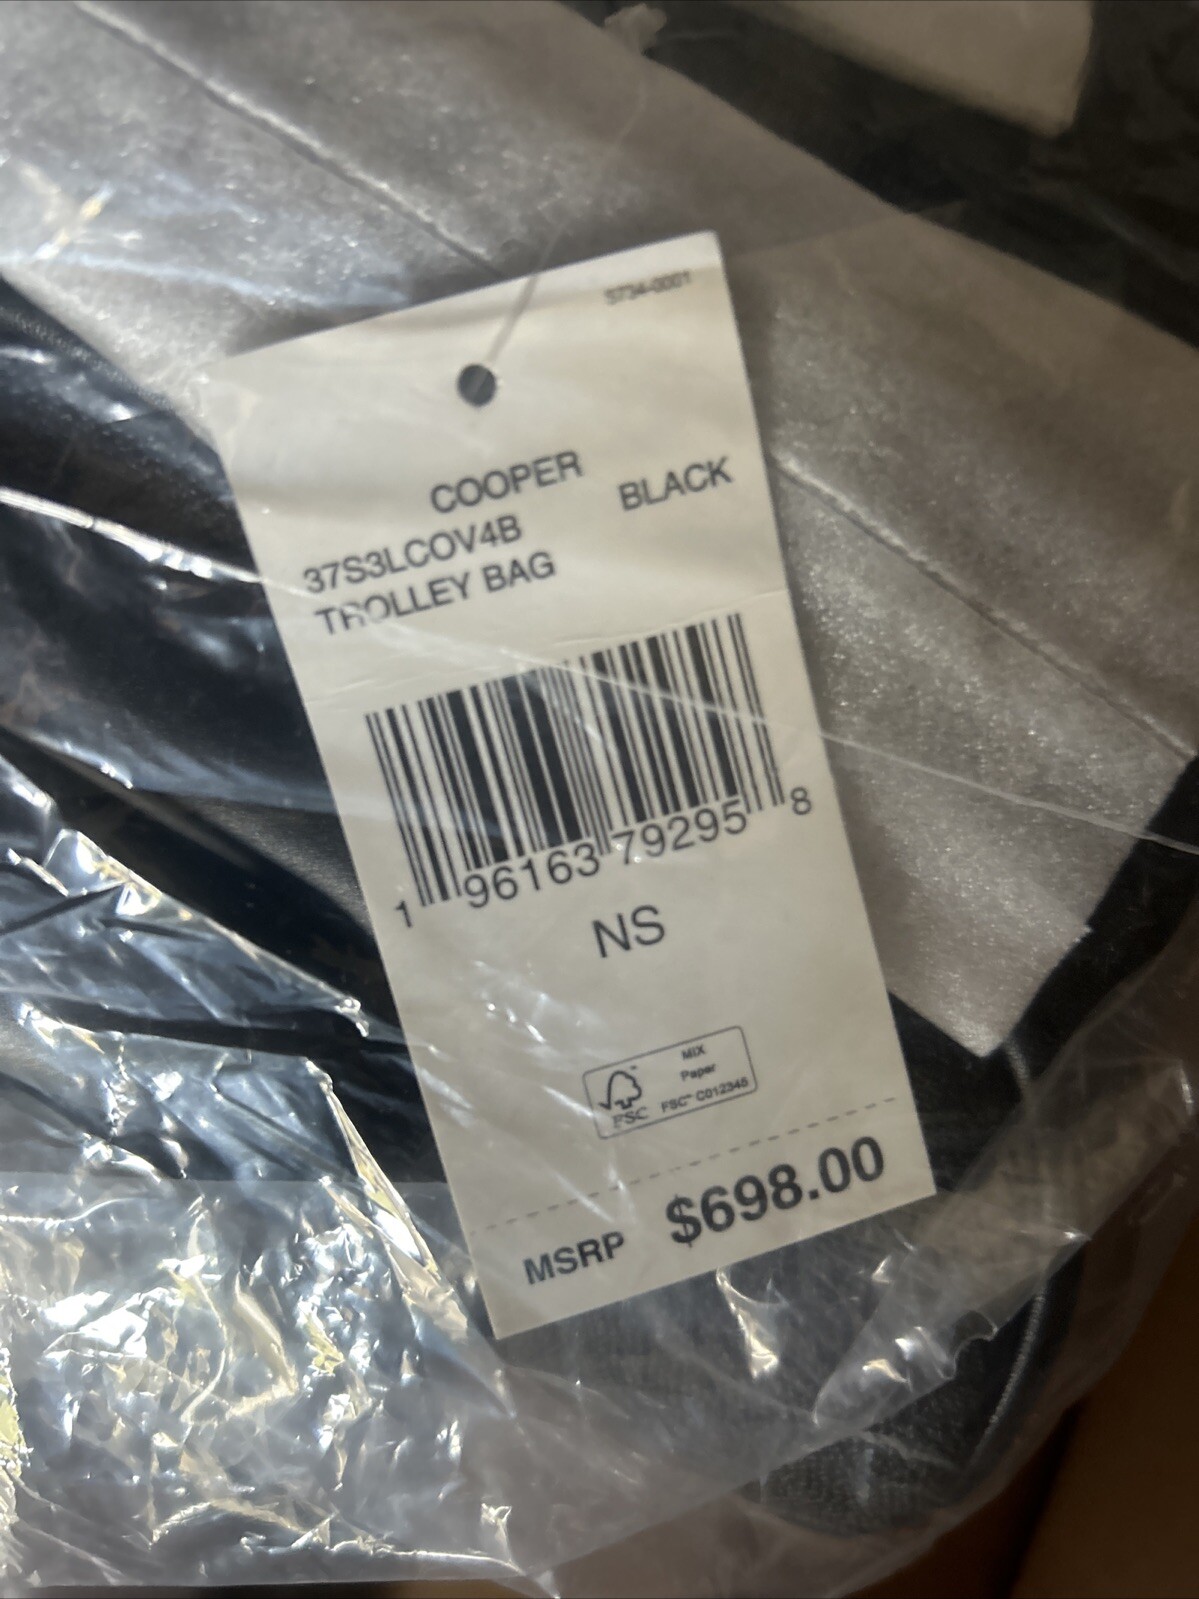 5734-0001
COOPER
37S3LCOV4B BLACK
TROLLEY BAG
1 96163 79295 8
NS
MIX
Paper
FSC™ C012345
FSC
MSRP $698.00